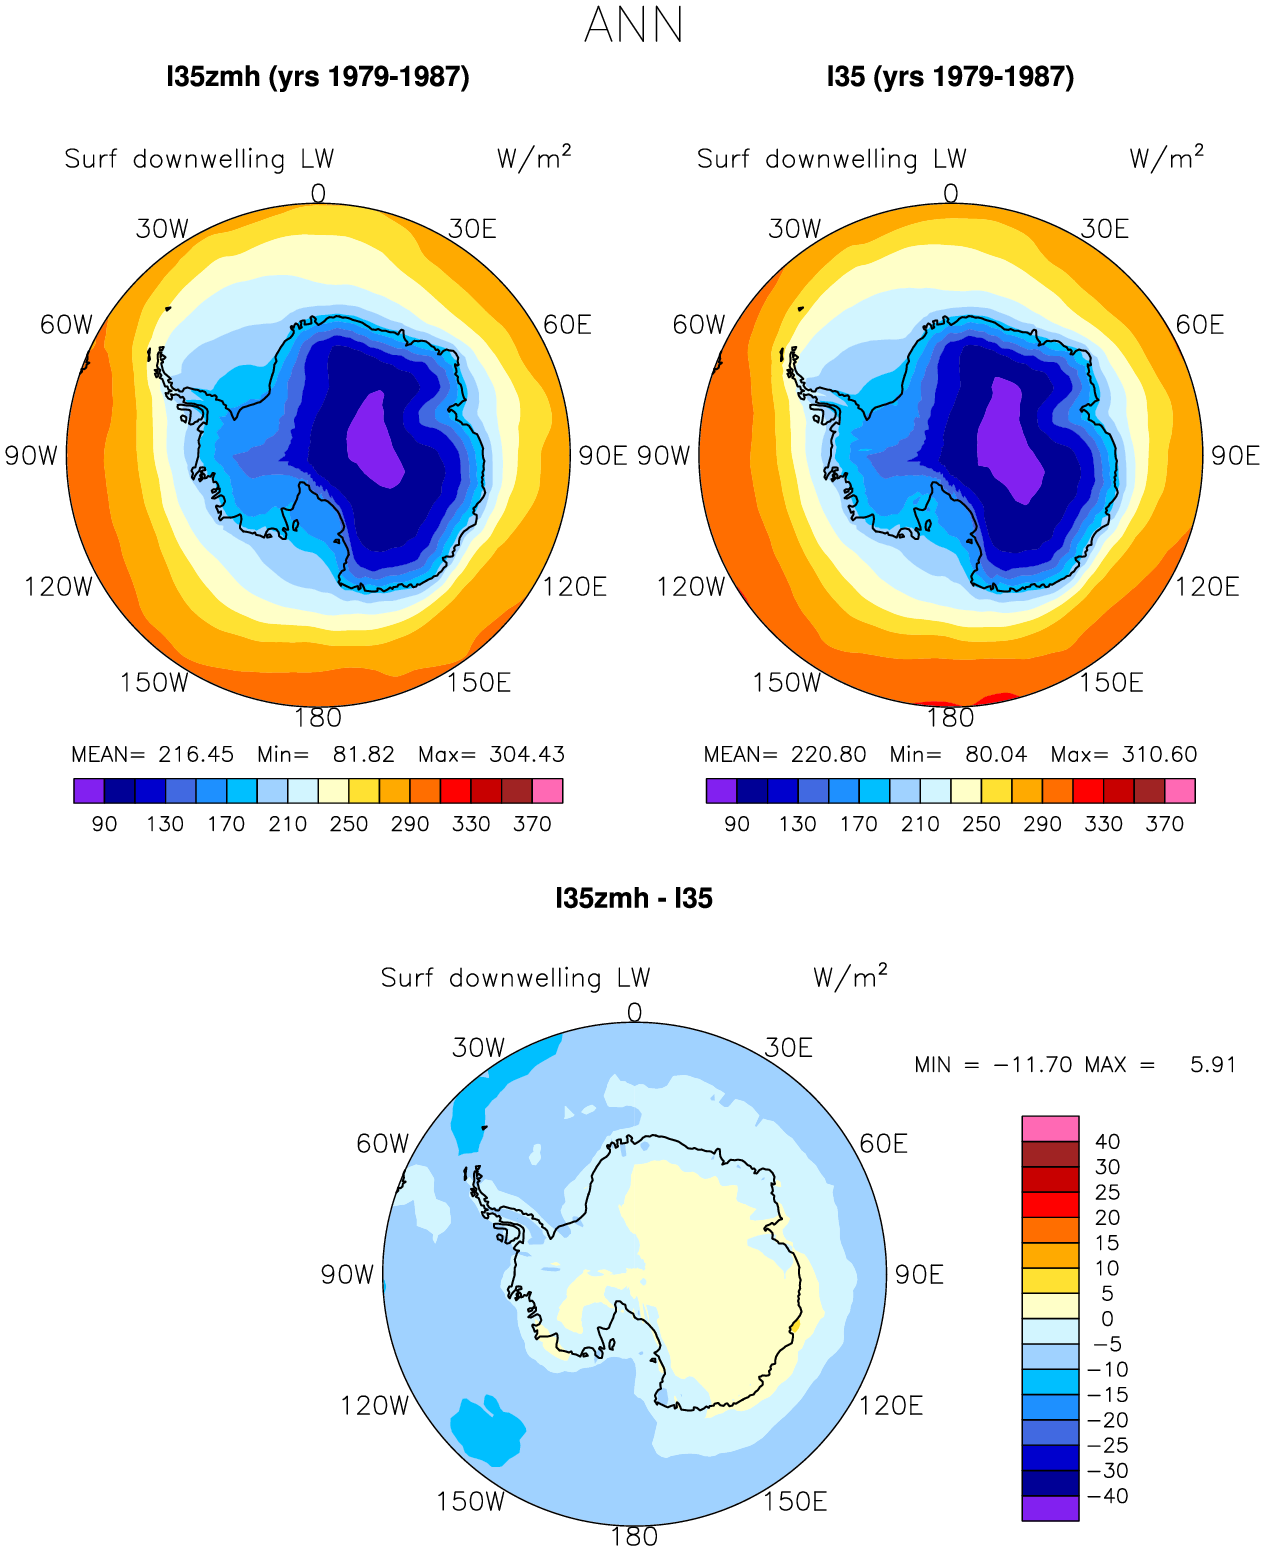 ANN
I35zmh (yrs 1979-1987)
I35 (yrs 1979-1987)
Surf downwelling LW W/m²
Surf downwelling LW W/m²
0
0
30W 30E
30W 30E
60W 60E
60W 60E
90W 90E
90W 90E
120W 120E
120W 120E
150W 150E
150W 150E
180
180
MEAN= 216.45 Min= 81.82 Max= 304.43
MEAN= 220.80 Min= 80.04 Max= 310.60
90 130 170 210 250 290 330 370
90 130 170 210 250 290 330 370
I35zmh - I35
Surf downwelling LW W/m²
0
30W 30E
MIN = -11.70 MAX = 5.91
60W 60E
90W 90E
120W 120E
150W 150E
180
40
30
25
20
15
10
5
0
-5
-10
-15
-20
-25
-30
-40